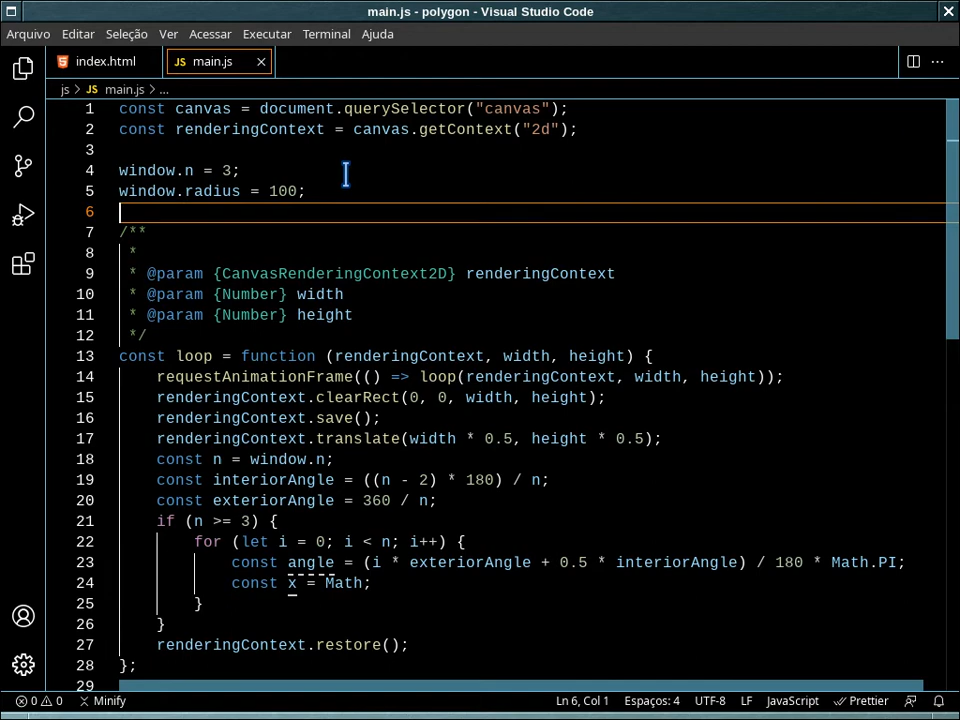 main.js - polygon - Visual Studio Code
Arquivo Editar Seleção Ver Acessar Executar Terminal Ajuda
index.html JS main.js
js > JS main.js > ...
1 const canvas = document.querySelector("canvas");
2 const renderingContext = canvas.getContext("2d");
3
4 window.n = 3;
5 window.radius = 100;
6
7 /**
8 *
9 * @param {CanvasRenderingContext2D} renderingContext
10 * @param {Number} width
11 * @param {Number} height
12 */
13 const loop = function (renderingContext, width, height) {
14 requestAnimationFrame(() => loop(renderingContext, width, height));
15 renderingContext.clearRect(0, 0, width, height);
16 renderingContext.save();
17 renderingContext.translate(width * 0.5, height * 0.5);
18 const n = window.n;
19 const interiorAngle = ((n - 2) * 180) / n;
20 const exteriorAngle = 360 / n;
21 if (n >= 3) {
22 for (let i = 0; i < n; i++) {
23 const angle = (i * exteriorAngle + 0.5 * interiorAngle) / 180 * Math.PI;
24 const x = Math;
25 }
26 }
27 renderingContext.restore();
28 };
29
0 0 Minify Ln 6, Col 1 Espaços: 4 UTF-8 LF JavaScript Prettier